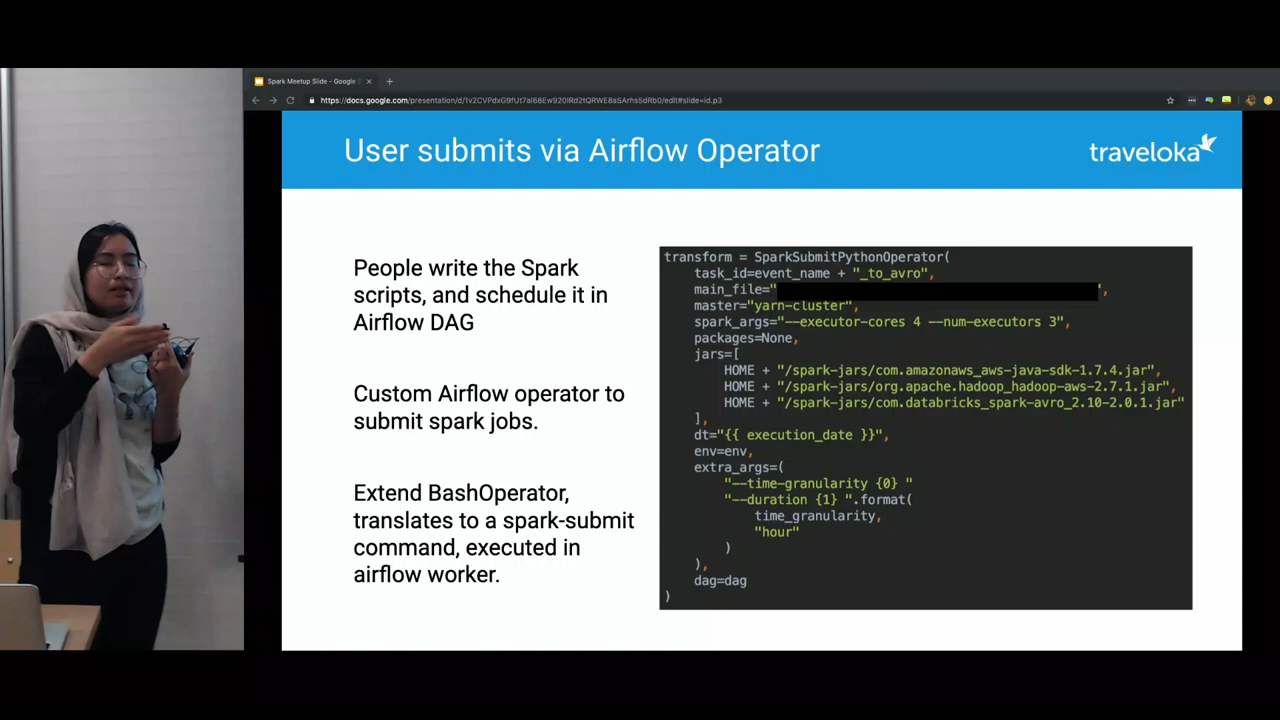 Spark Meetup Slide - Google
https://docs.google.com/presentation/d/1v2CVPdxG9fUt7al68Ew920IRd2tQRWE8aSArhs5dRb0/edit#slide=id.p3
User submits via Airflow Operator
traveloka
People write the Spark
scripts, and schedule it in
Airflow DAG
Custom Airflow operator to
submit spark jobs.
Extend BashOperator,
translates to a spark-submit
command, executed in
airflow worker.
transform = SparkSubmitPythonOperator(
task_id=event_name + "_to_avro",
main_file="",
master="yarn-cluster",
spark_args="--executor-cores 4 --num-executors 3",
packages=None,
jars=[
HOME + "/spark-jars/com.amazonaws_aws-java-sdk-1.7.4.jar",
HOME + "/spark-jars/org.apache.hadoop_hadoop-aws-2.7.1.jar",
HOME + "/spark-jars/com.databricks_spark-avro_2.10-2.0.1.jar"
],
dt="{{ execution_date }}",
env=env,
extra_args=(
"--time-granularity {0} "
"--duration {1} ".format(
time_granularity,
"hour"
)
),
dag=dag
)